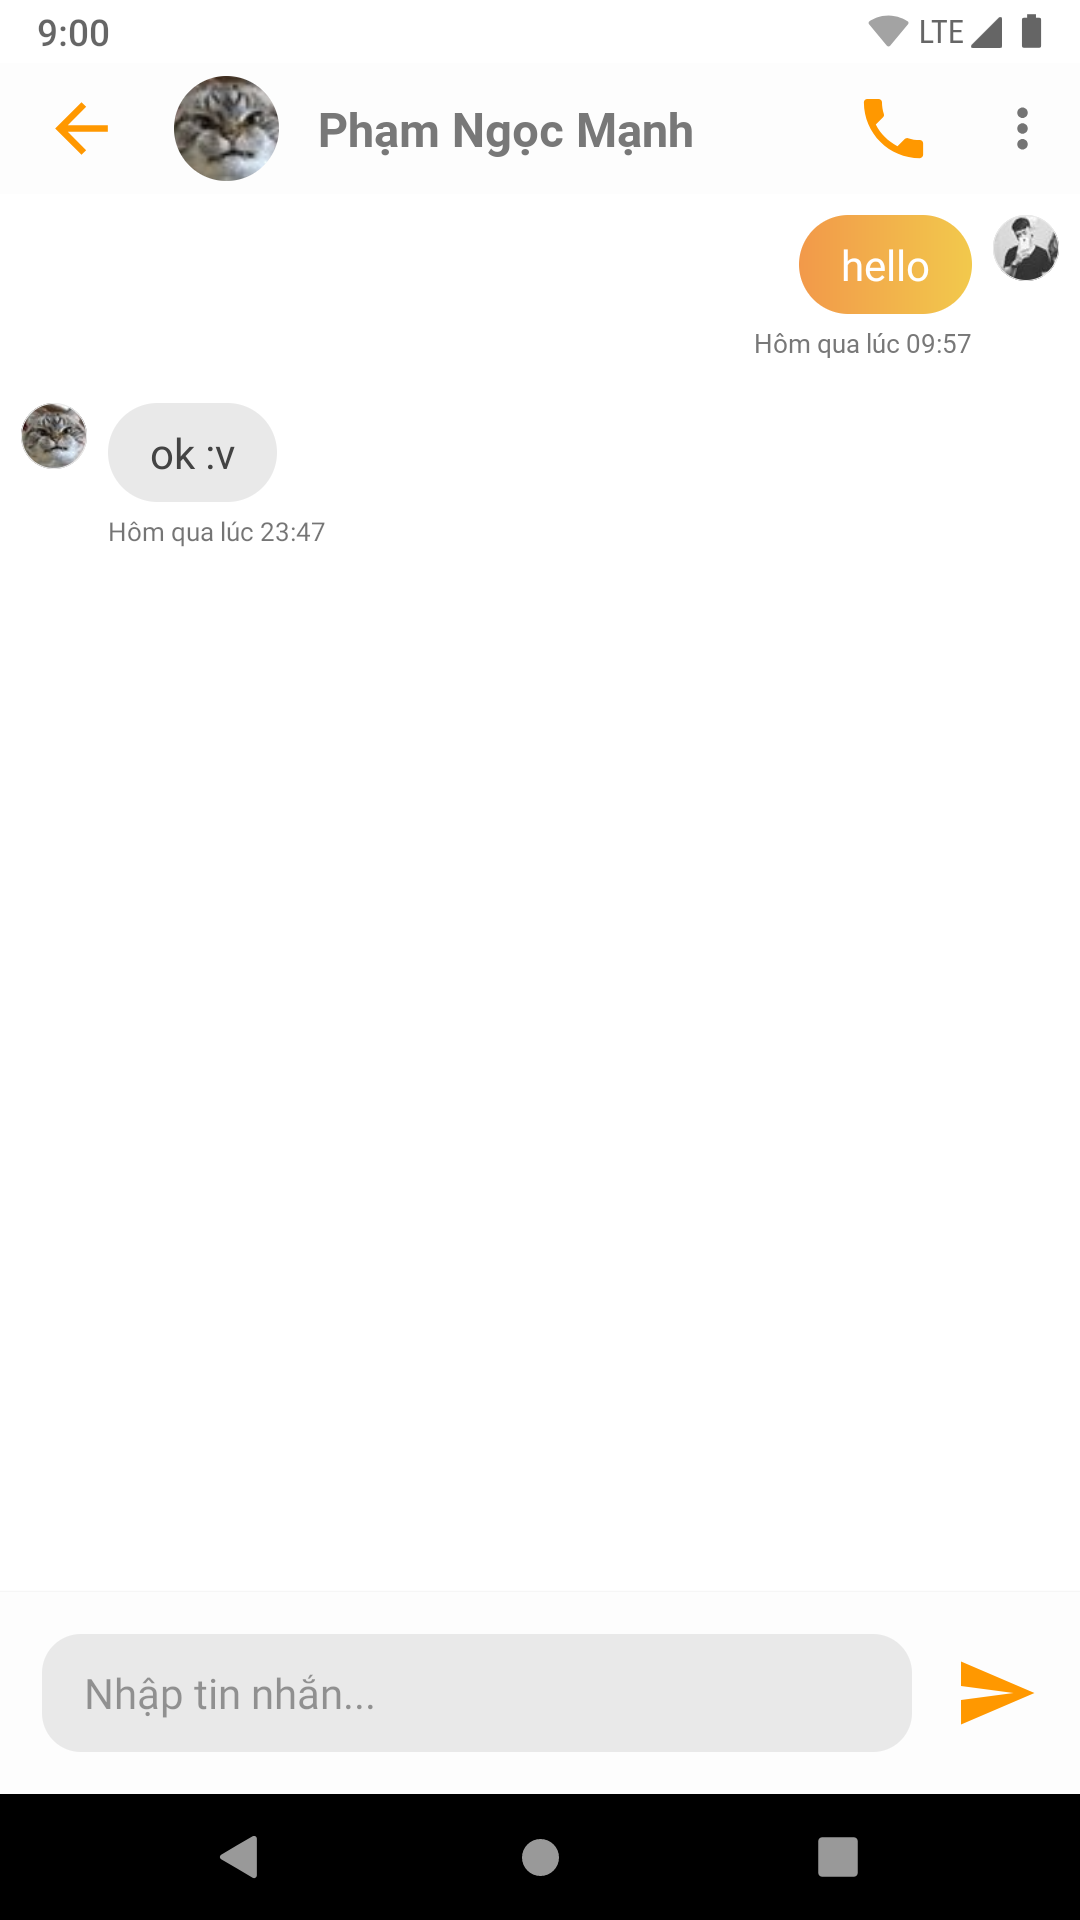 9:00 LTE
Phạm Ngọc Mạnh
hello
Hôm qua lúc 09:57
ok :v
Hôm qua lúc 23:47
Nhập tin nhắn...